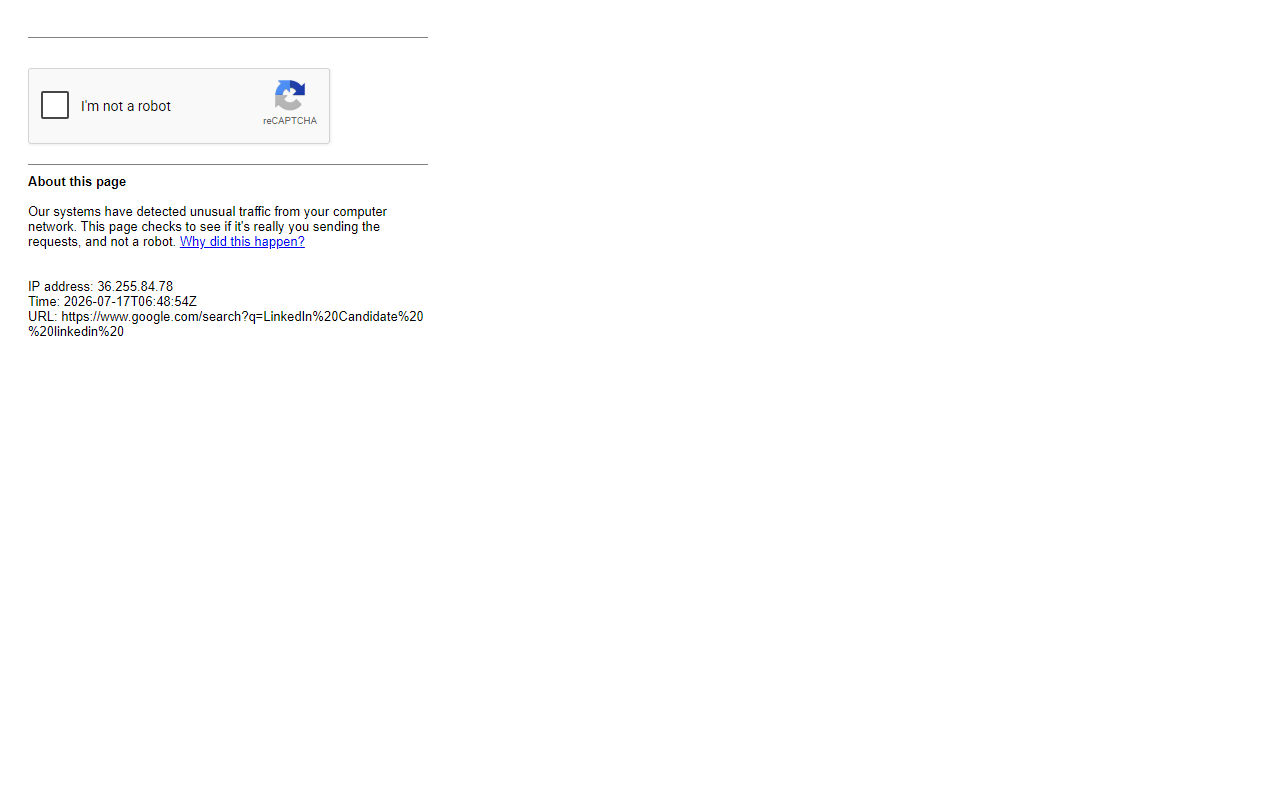 I'm not a robot
reCAPTCHA
About this page
Our systems have detected unusual traffic from your computer
network. This page checks to see if it's really you sending the
requests, and not a robot. Why did this happen?
IP address: 36.255.84.78
Time: 2026-07-17T06:48:54Z
URL: https://www.google.com/search?q=LinkedIn%20Candidate%20
%20linkedin%20